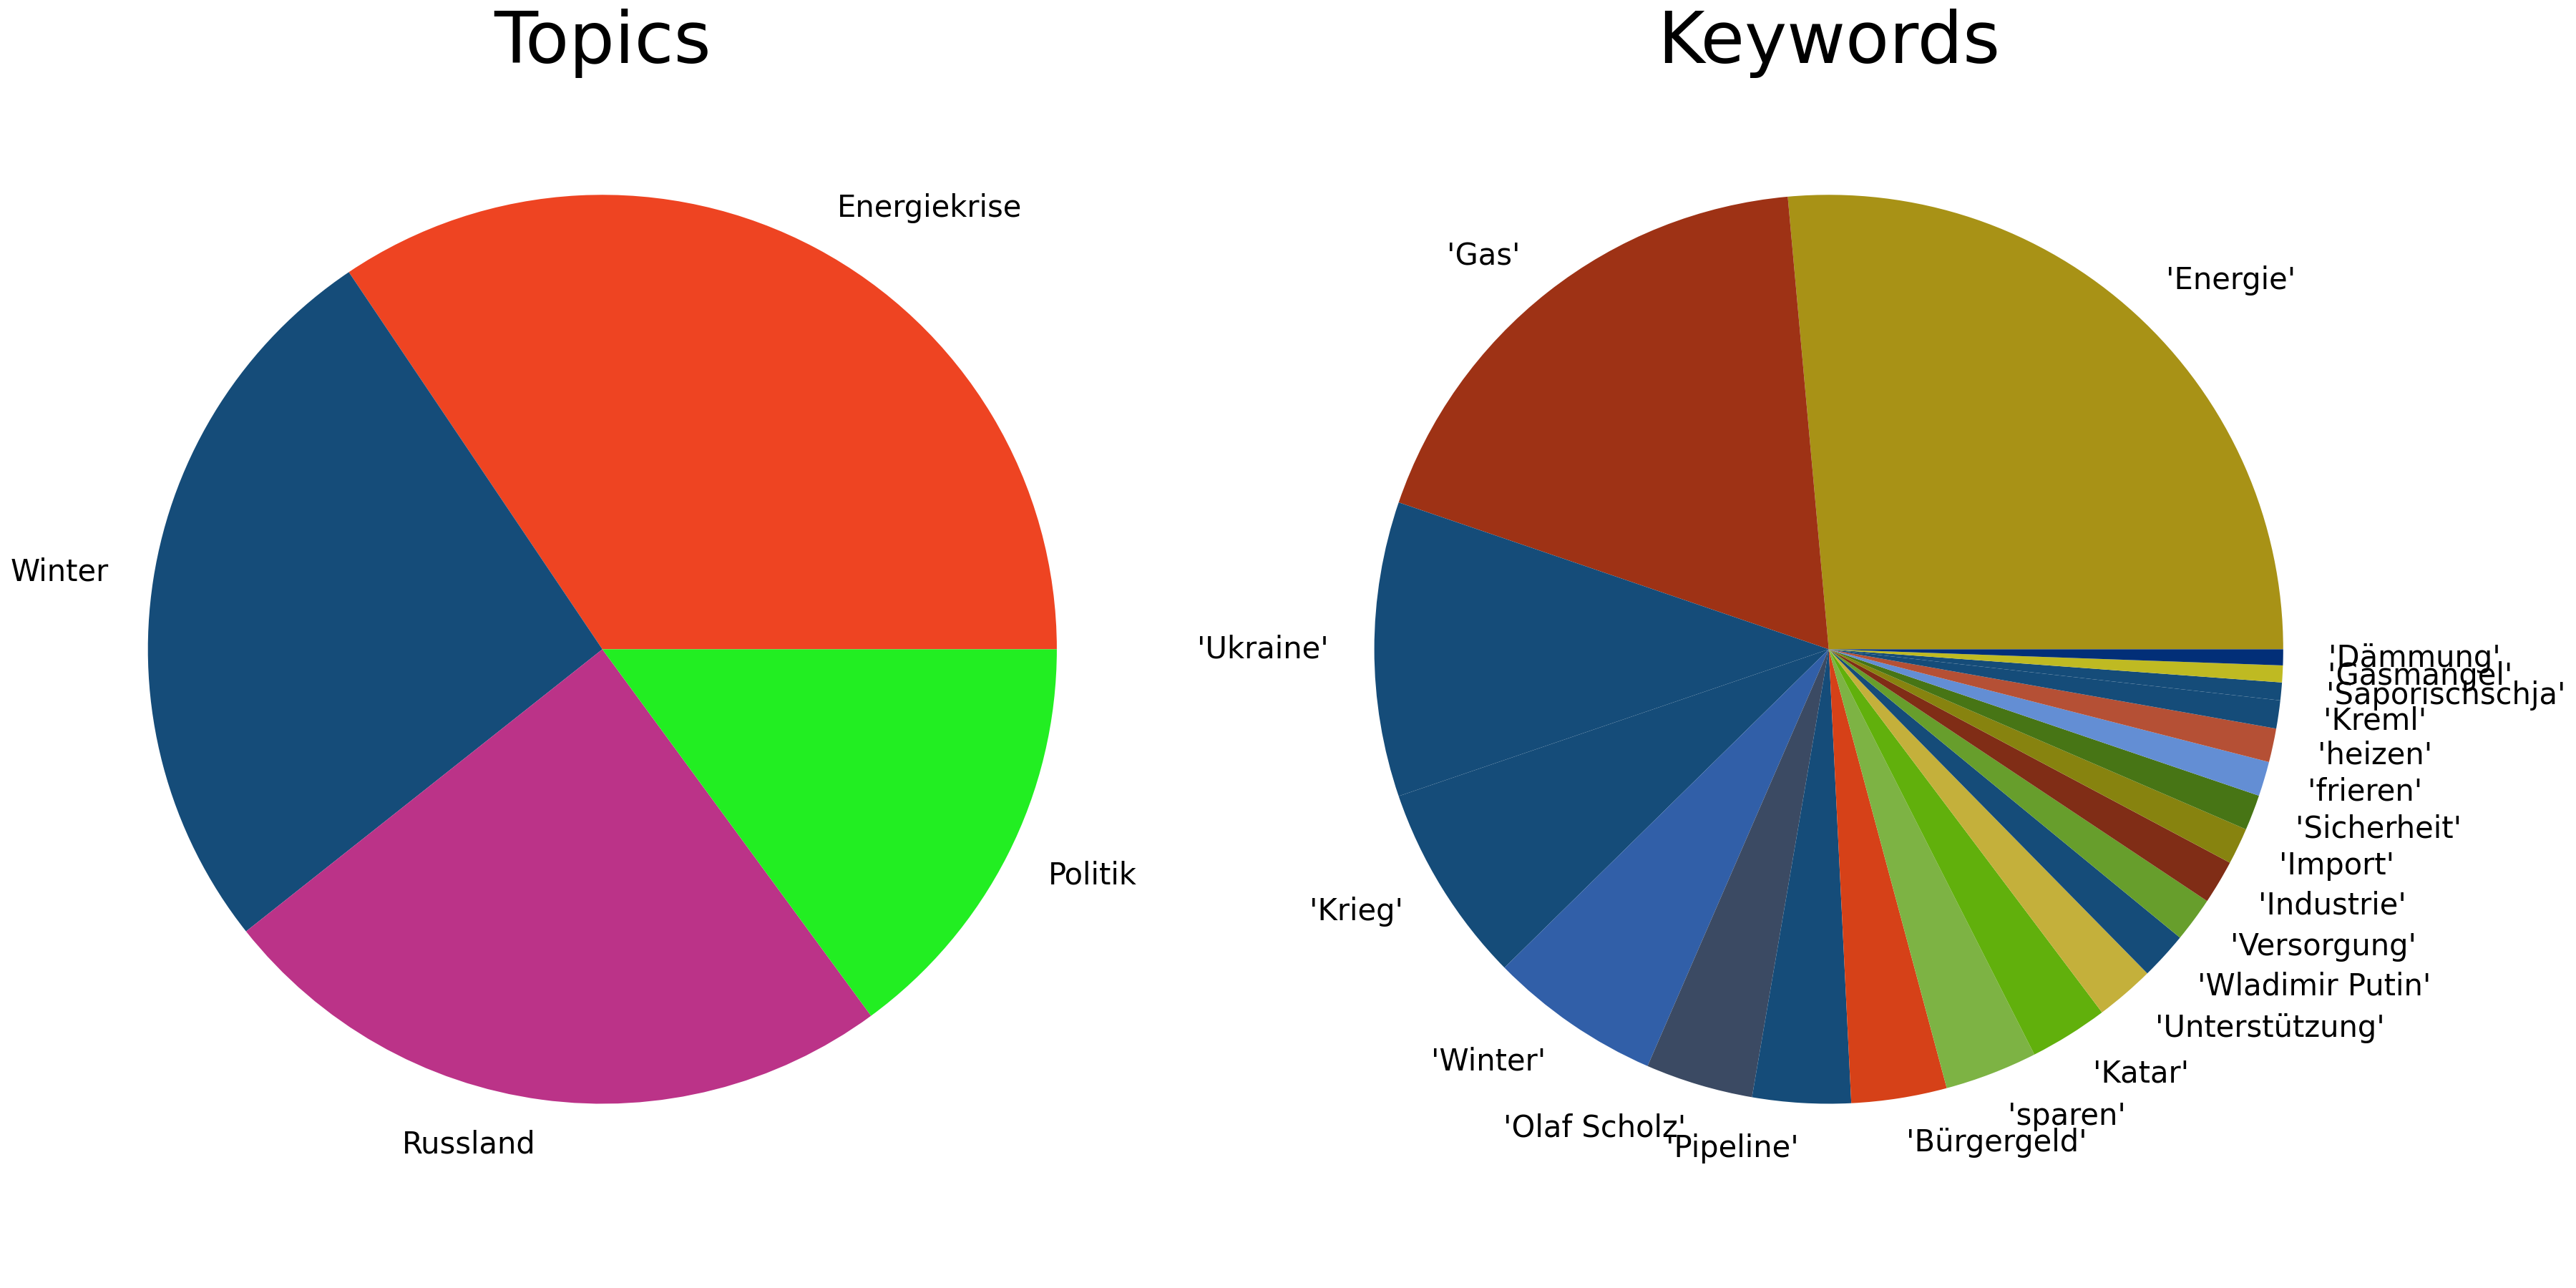 Topics
Energiekrise
Winter
Russland
Politik
Keywords
'Energie'
'Gas'
'Ukraine'
'Krieg'
'Winter'
'Olaf Scholz'
'Pipeline'
'Bürgergeld'
'sparen'
'Katar'
'Unterstützung'
'Wladimir Putin'
'Versorgung'
'Industrie'
'Import'
'Sicherheit'
'frieren'
'heizen'
'Kreml'
'Saporischschja'
'Gasmangel'
'Dämmung'